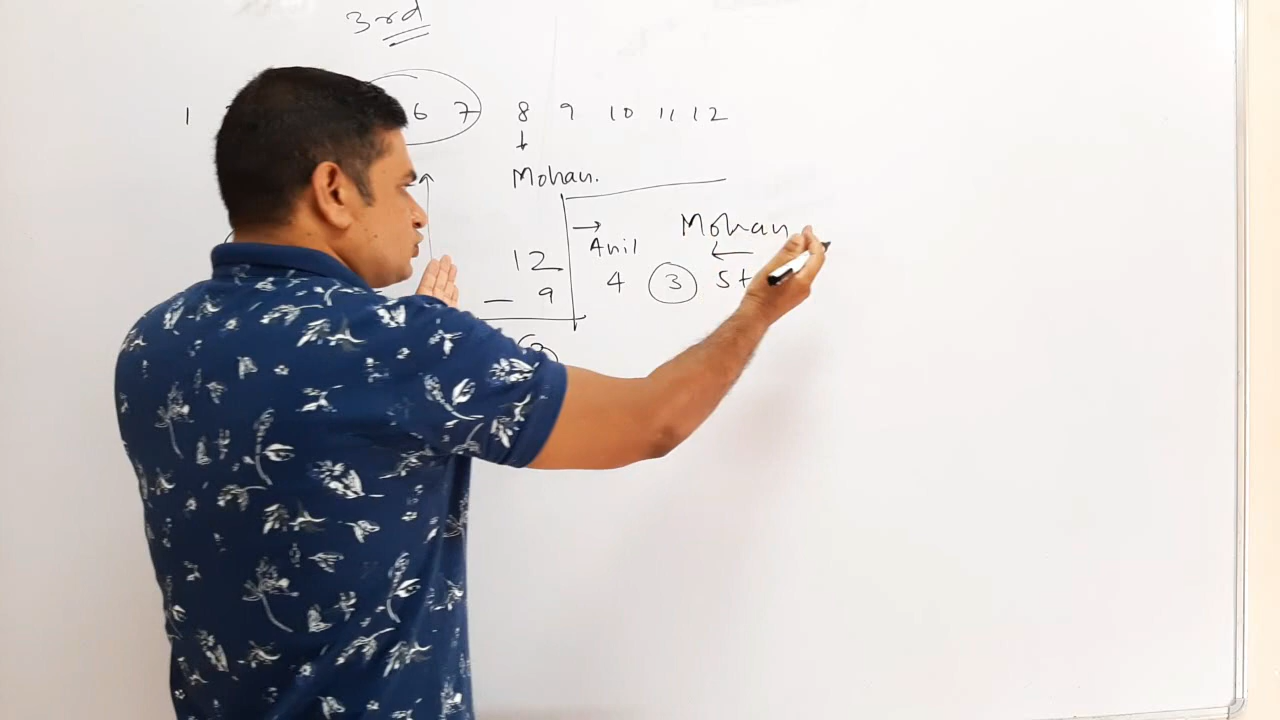 3rd
1 6 7 8 9 10 11 12
↓
Mohan.
→ Mohan
12 Anil ←
— 9 4 3 5t